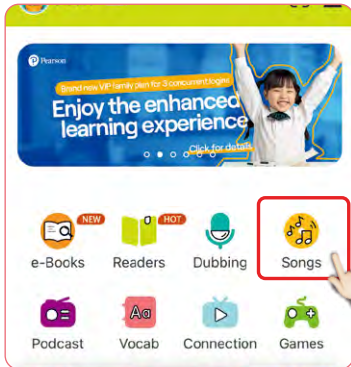 Pearson
Brand new VIP family plan for 3 concurrent logins
Enjoy the enhanced
learning experience
Click for details
NEW HOT
e-Books Readers Dubbing Songs
Aa
Podcast Vocab Connection Games